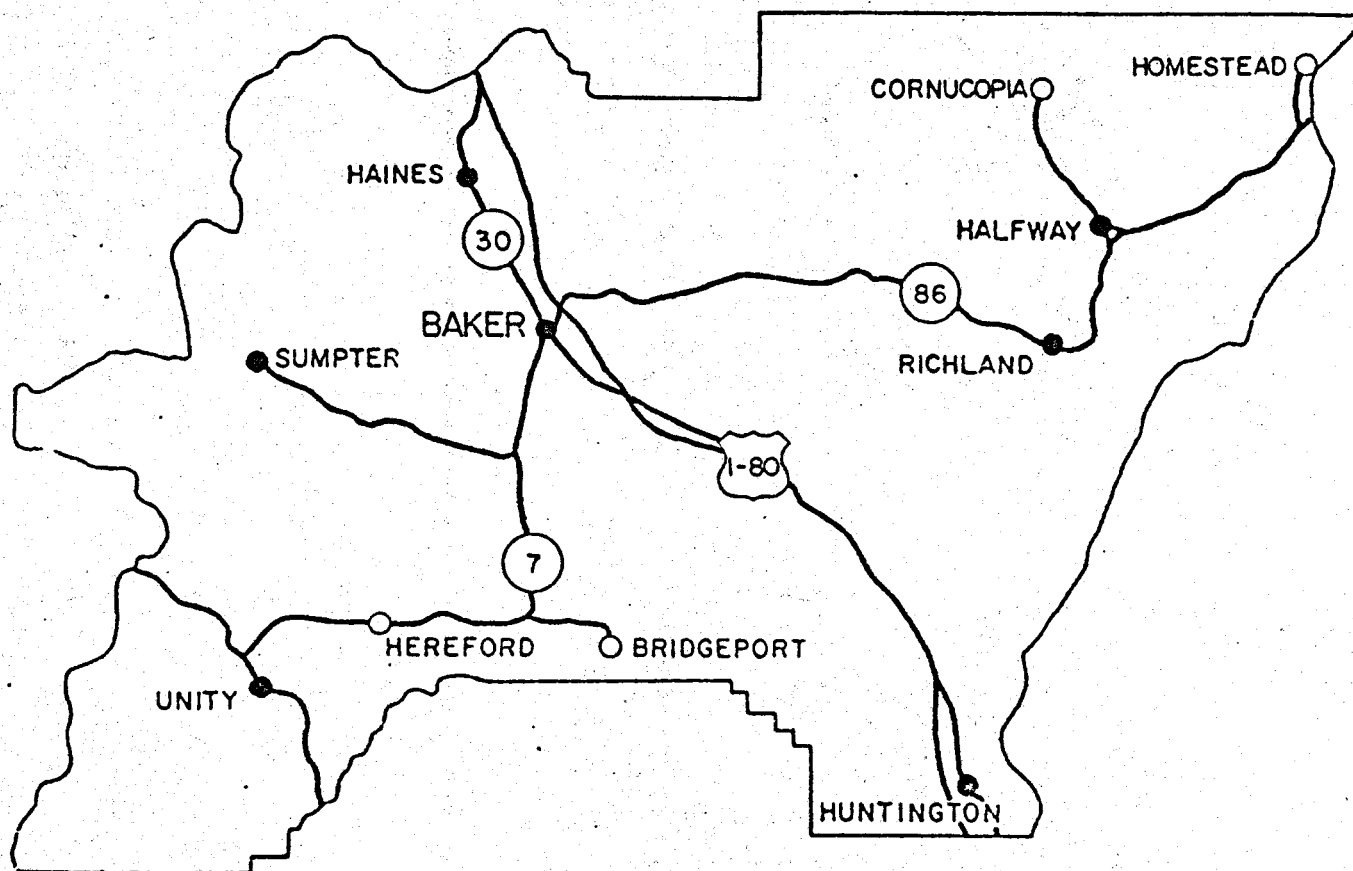 HOMESTEAD
CORNUCOPIA
HAINES
30
HALFWAY
86
BAKER
SUMPTER
RICHLAND
I-80
7
HEREFORD
BRIDGEPORT
UNITY
HUNTINGTON